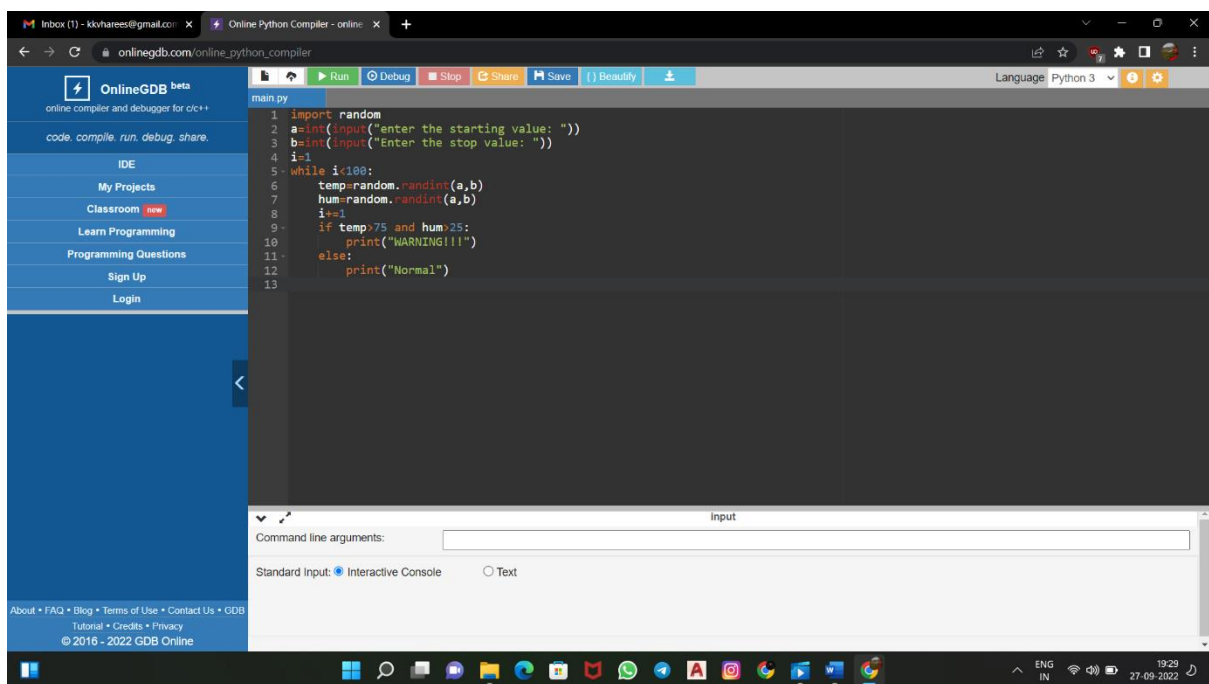 Inbox (1) - kkvharees@gmail.com
Online Python Compiler - online
onlinegdb.com/online_python_compiler
OnlineGDB beta
online compiler and debugger for c/c++
code. compile. run. debug. share.
IDE
My Projects
Classroom new
Learn Programming
Programming Questions
Sign Up
Login
Run Debug Stop Share Save {} Beautify
Language Python 3
main.py
1 import random
2 a=int(input("enter the starting value: "))
3 b=int(input("Enter the stop value: "))
4 i=1
5 while i<100:
6 temp=random.randint(a,b)
7 hum=random.randint(a,b)
8 i+=1
9 if temp>75 and hum>25:
10 print("WARNING!!!")
11 else:
12 print("Normal")
13
input
Command line arguments:
Standard Input: Interactive Console Text
About • FAQ • Blog • Terms of Use • Contact Us • GDB
Tutorial • Credits • Privacy
© 2016 - 2022 GDB Online
ENG
IN
19:29
27-09-2022